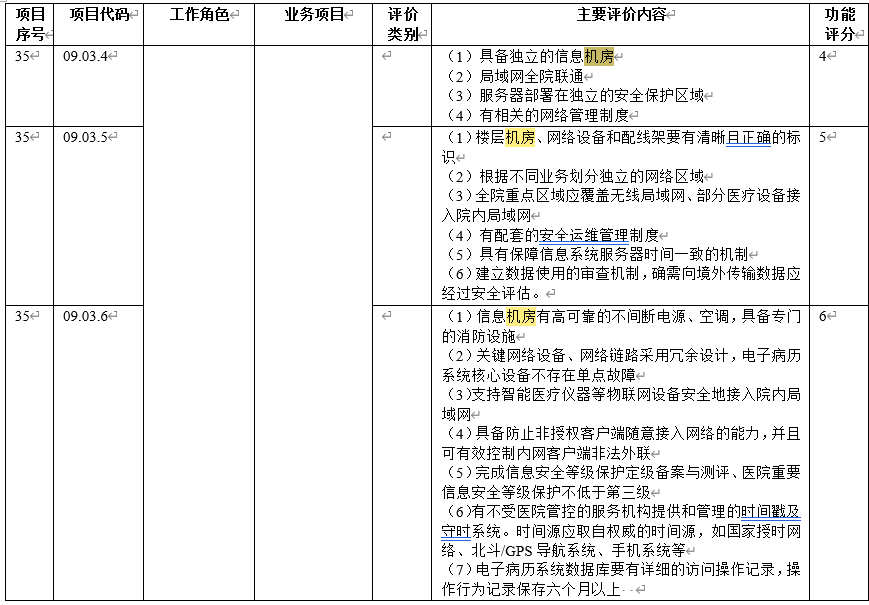 项目 项目代码 工作角色 业务项目 评价 主要评价内容 功能
序号 类别 评分
35 09.03.4 (1)具备独立的信息机房 4
(2)局域网全院联通
(3)服务器部署在独立的安全保护区域
(4)有相关的网络管理制度
35 09.03.5 (1)楼层机房、网络设备和配线架要有清晰且正确的标 5
识
(2)根据不同业务划分独立的网络区域
(3)全院重点区域应覆盖无线局域网、部分医疗设备接
入院内局域网
(4)有配套的安全运维管理制度
(5)具有保障信息系统服务器时间一致的机制
(6)建立数据使用的审查机制,确需向境外传输数据应
经过安全评估。
35 09.03.6 (1)信息机房有高可靠的不间断电源、空调,具备专门 6
的消防设施
(2)关键网络设备、网络链路采用冗余设计,电子病历
系统核心设备不存在单点故障
(3)支持智能医疗仪器等物联网设备安全地接入院内局
域网
(4)具备防止非授权客户端随意接入网络的能力,并且
可有效控制内网客户端非法外联
(5)完成信息安全等级保护定级备案与测评、医院重要
信息安全等级保护不低于第三级
(6)有不受医院管控的服务机构提供和管理的时间戳及
守时系统。时间源应取自权威的时间源,如国家授时网
络、北斗/GPS导航系统、手机系统等
(7)电子病历系统数据库要有详细的访问操作记录,操
作行为记录保存六个月以上